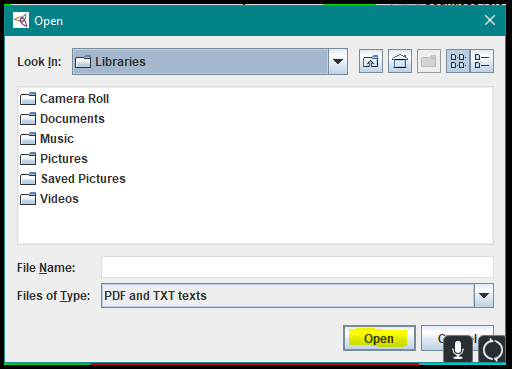 Open
Look In: Libraries
Camera Roll
Documents
Music
Pictures
Saved Pictures
Videos
File Name:
Files of Type: PDF and TXT texts
Open